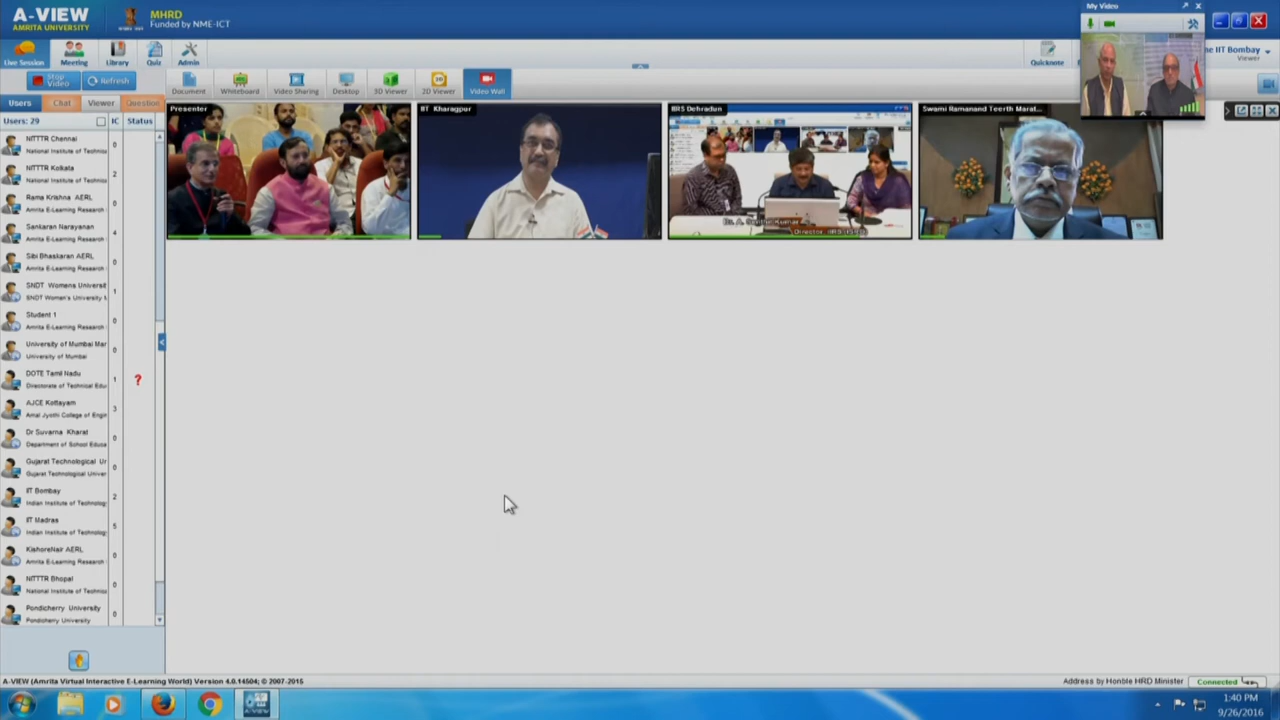 A-VIEW
AMRITA UNIVERSITY
MHRD
Funded by NME-ICT
My Video
Live Session
Meeting
Library
Quiz
Admin
Quicknote
IIT Bombay
Viewer
Stop Video
Refresh
Document
Whiteboard
Video Sharing
Desktop
3D Viewer
2D Viewer
Video Wall
Users
Chat
Viewer
Question
Users: 29
IC
Status
Presenter
IIT Kharagpur
IIRS Dehradun
Swami Ramanand Teerth Marat...
NITTTR Chennai
National Institute of Technic
0
NITTTR Kolkata
National Institute of Technic
2
Rama Krishna AERL
Amrita E-Learning Research
0
Sankaran Narayanan
Amrita E-Learning Research
4
Sibi Bhaskaran AERL
Amrita E-Learning Research
0
SNDT Womens Universit
SNDT Women's University M
1
Student 1
Amrita E-Learning Research
0
University of Mumbai Mar
University of Mumbai
0
DOTE Tamil Nadu
Directorate of Technical Edu
1
?
AJCE Kottayam
Amal Jyothi College of Engin
3
Dr Suvarna Kharat
Department of School Educa
0
Gujarat Technological Ur
Gujarat Technological Univer
0
IIT Bombay
Indian Institute of Technolog
2
IIT Madras
Indian Institute of Technolog
5
KishoreNair AERL
Amrita E-Learning Research
0
NITTTR Bhopal
National Institute of Technic
0
Pondicherry University
Pondicherry University
0
A-VIEW (Amrita Virtual Interactive E-Learning World) Version 4.0.14504; © 2007-2015
Address by Honble HRD Minister
Connected
A-VIEW
1:40 PM
9/26/2016